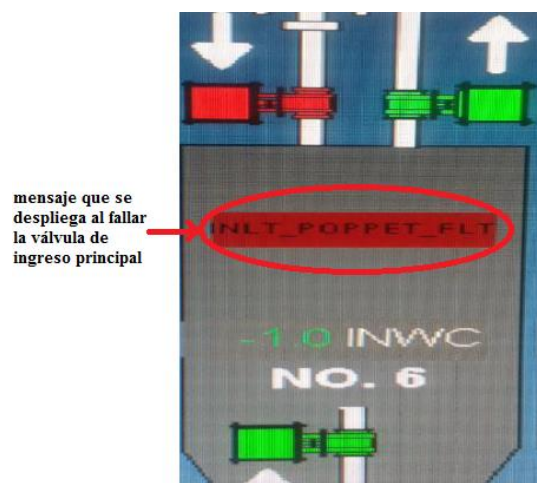 mensaje que se
despliega al fallar
la válvula de
ingreso principal
INLT_POPPET_FLT
-1.0 INWC
NO. 6